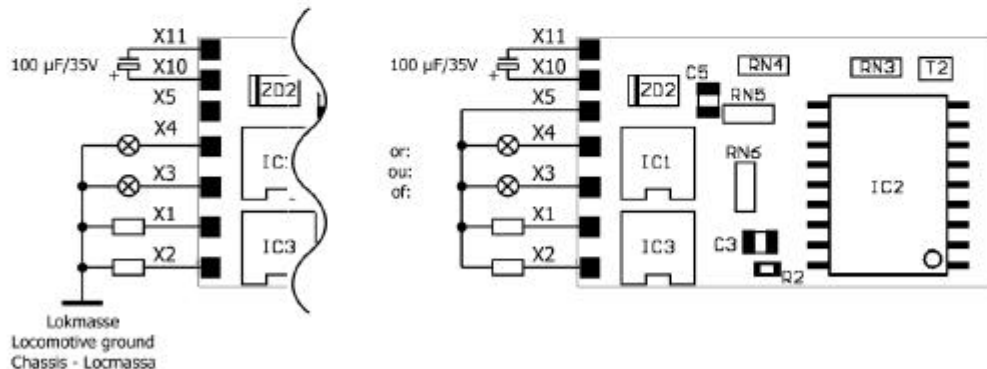 X11
100 µF/35V
+
X10
X5
X4
X3
X1
X2
ZD2
IC1
IC3
Lokmasse
Locomotive ground
Chassis - Locmassa
or:
ou:
of:
X11
100 µF/35V
+
X10
X5
X4
X3
X1
X2
ZD2
C5
RN4
RN3
T2
RN5
IC1
RN6
IC2
IC3
C3
R2